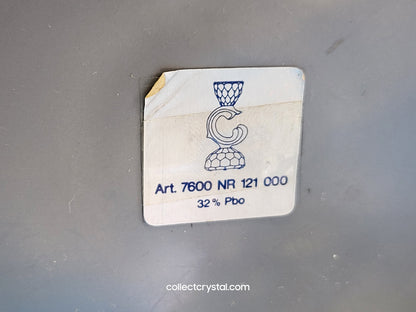 C
Art. 7600 NR 121 000
32% Pbo
collectcrystal.com